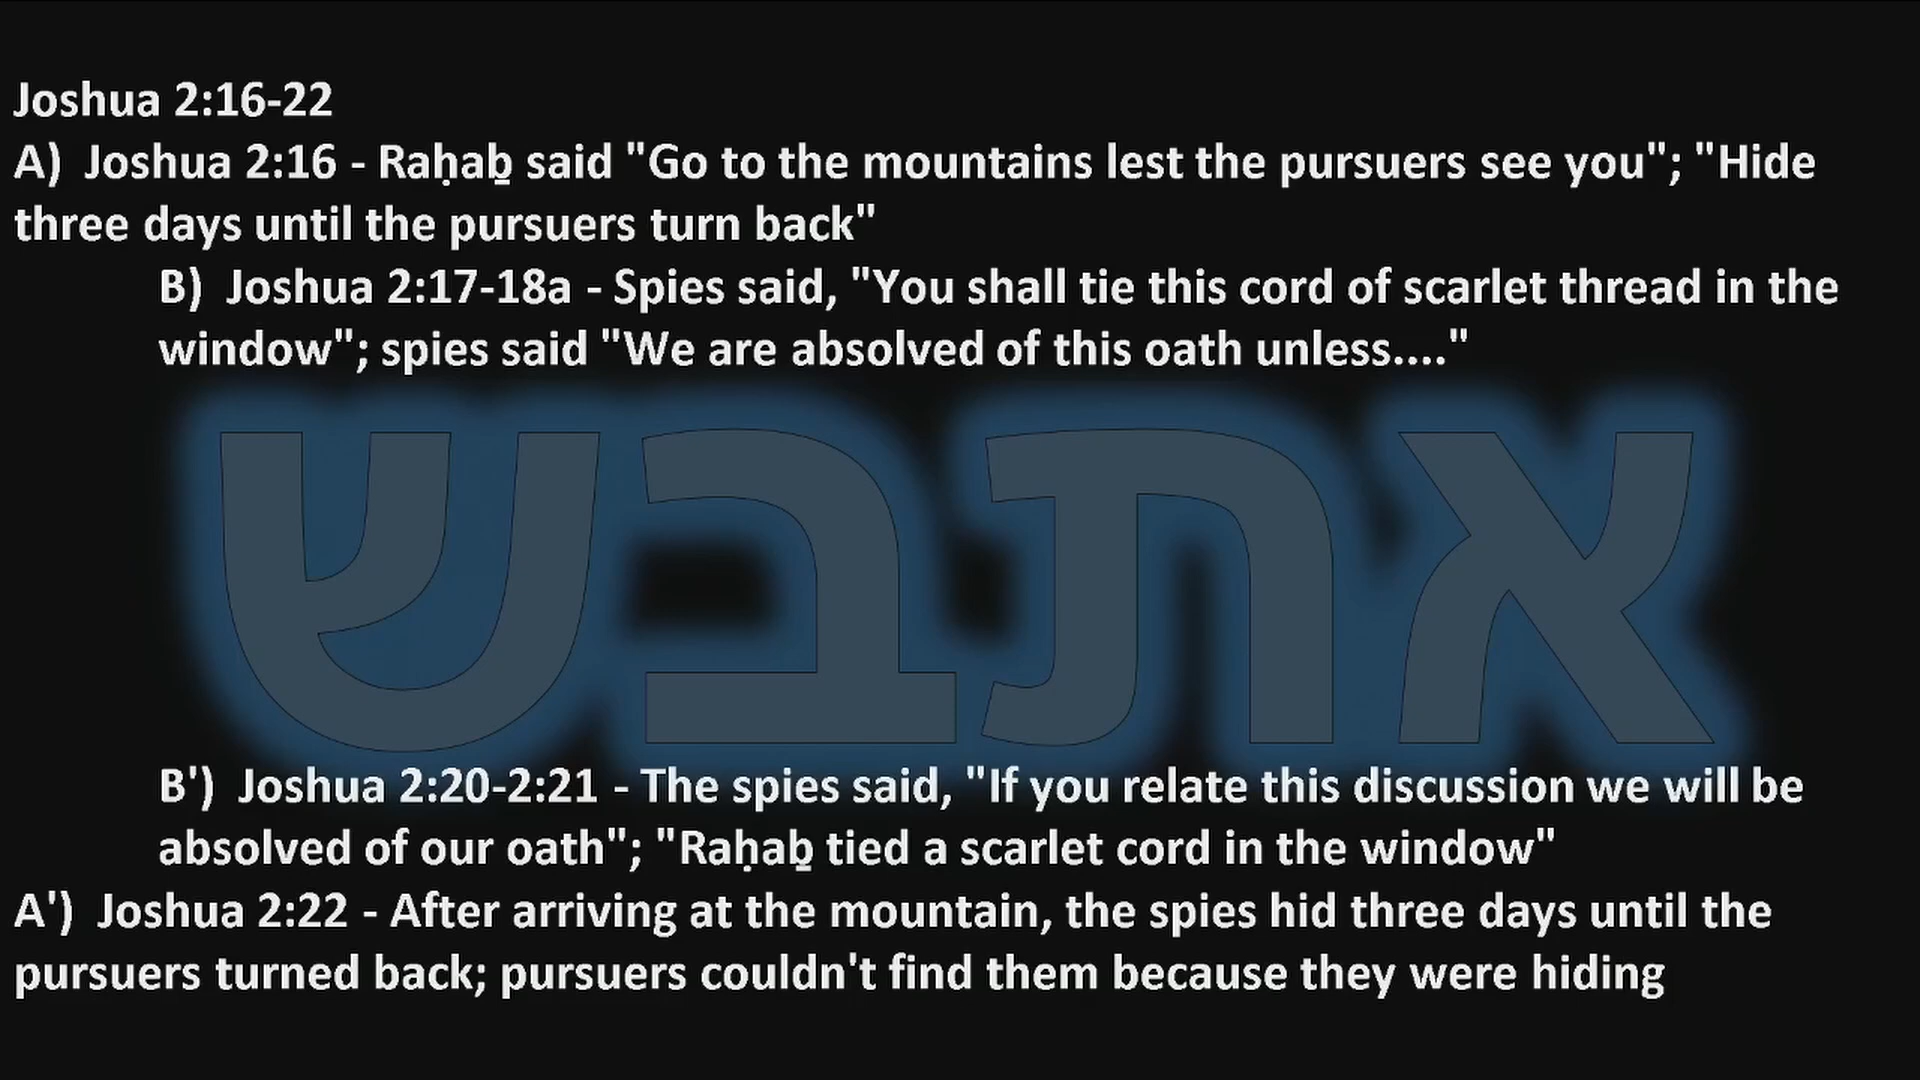 Joshua 2:16-22
A)  Joshua 2:16 - Raḥaḇ said "Go to the mountains lest the pursuers see you"; "Hide
three days until the pursuers turn back"
B)  Joshua 2:17-18a - Spies said, "You shall tie this cord of scarlet thread in the
window"; spies said "We are absolved of this oath unless...."
אתבש
B')  Joshua 2:20-2:21 - The spies said, "If you relate this discussion we will be
absolved of our oath"; "Raḥaḇ tied a scarlet cord in the window"
A')  Joshua 2:22 - After arriving at the mountain, the spies hid three days until the
pursuers turned back; pursuers couldn't find them because they were hiding